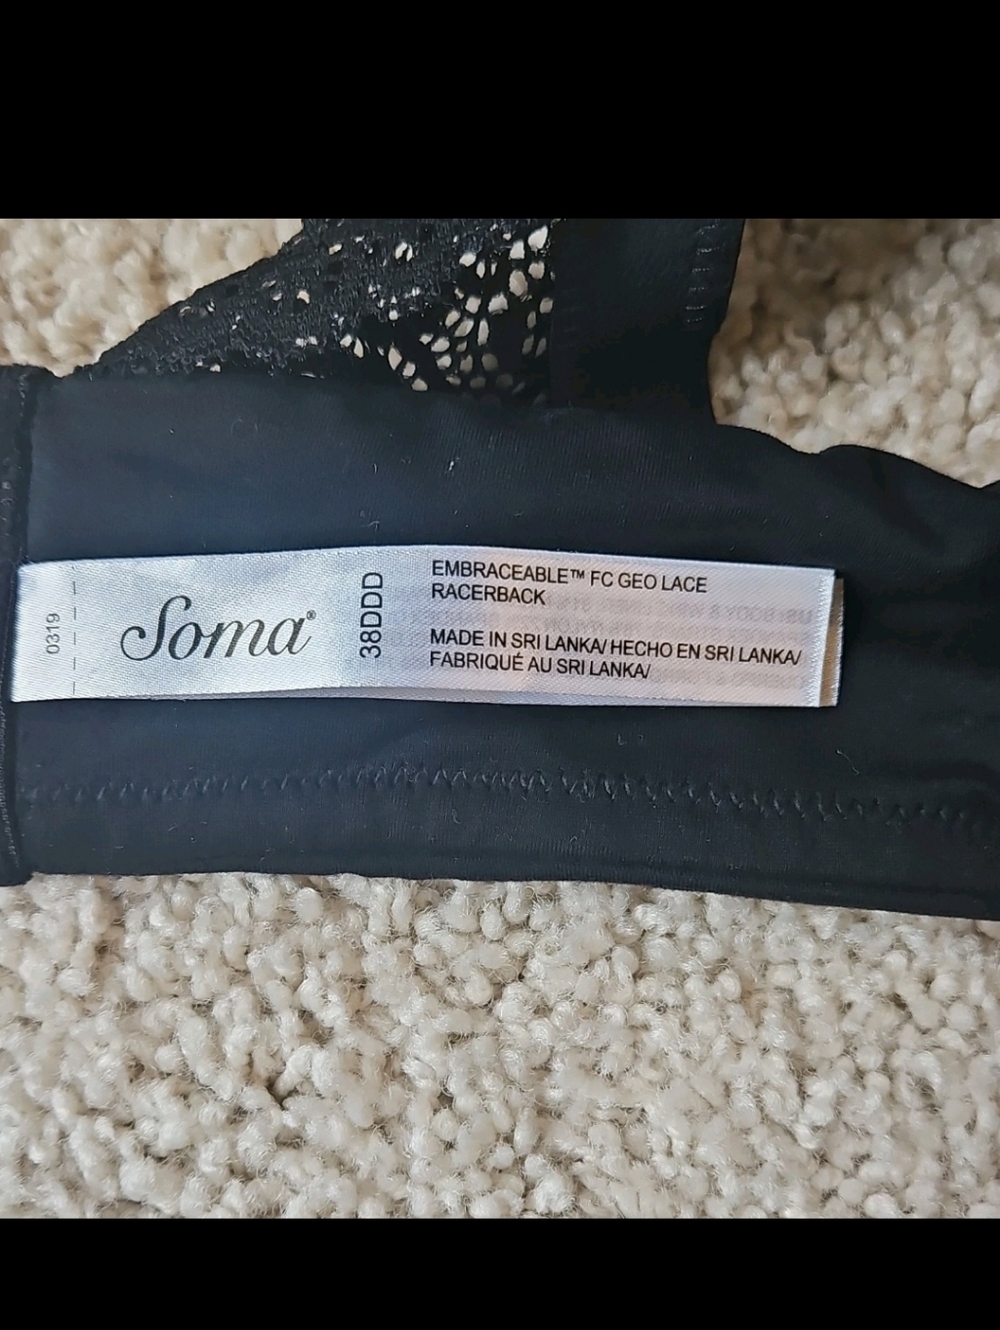 0319
Soma®
38DDD
EMBRACEABLE™ FC GEO LACE
RACERBACK
MADE IN SRI LANKA/ HECHO EN SRI LANKA/
FABRIQUÉ AU SRI LANKA/